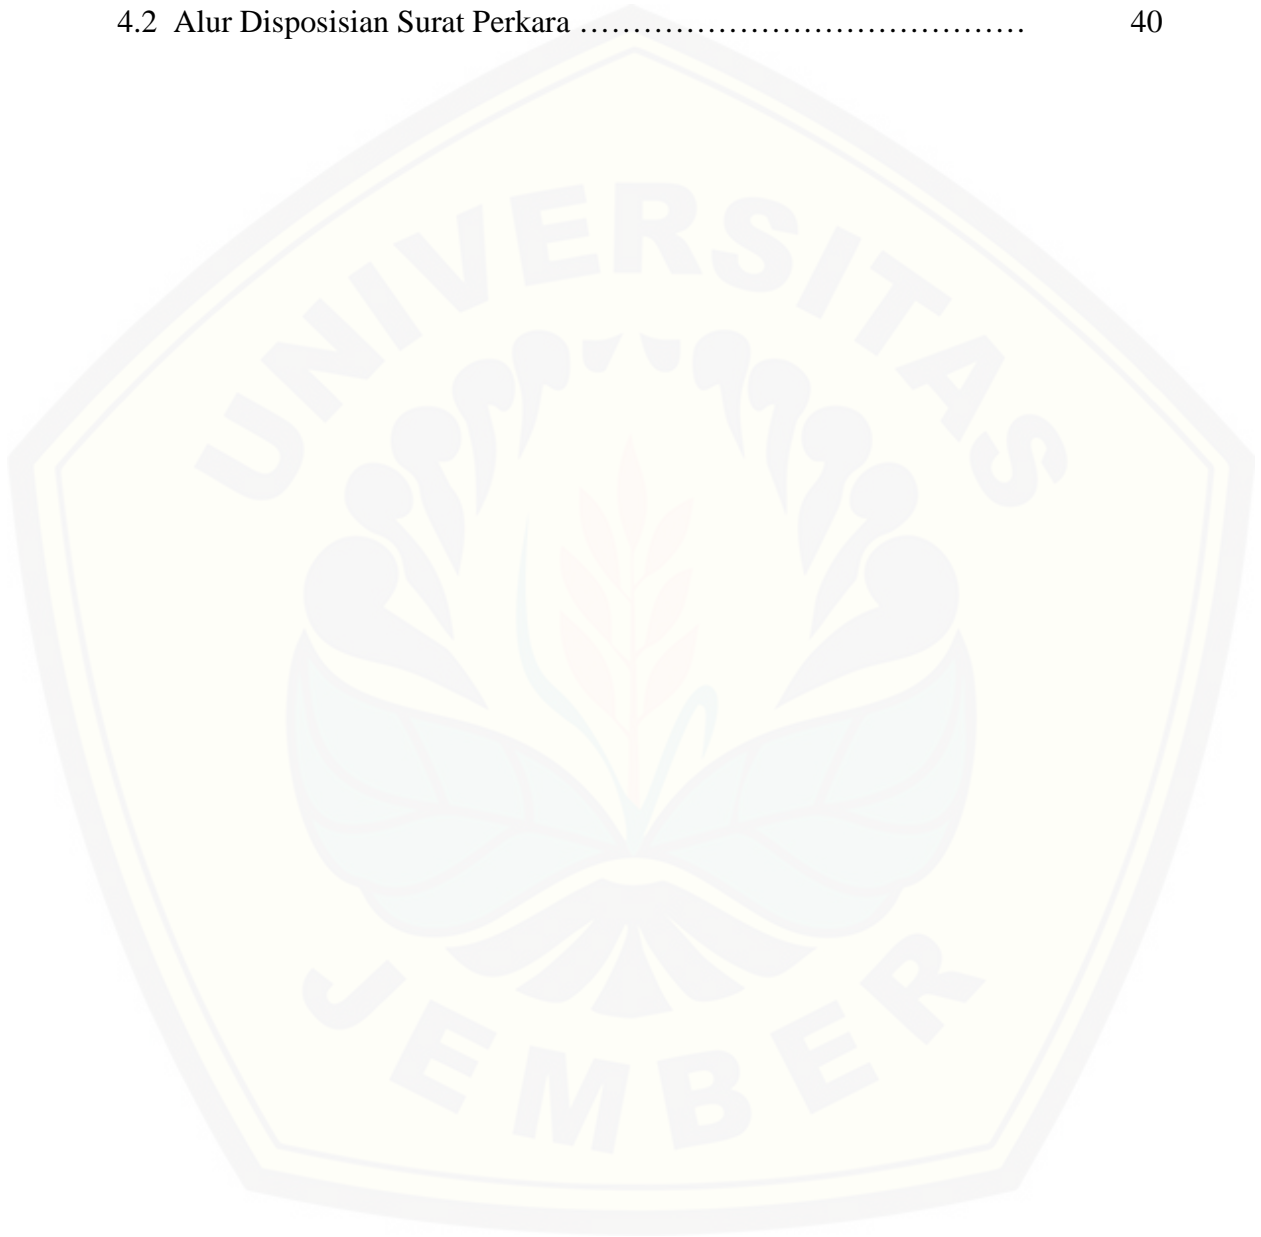 4.2 Alur Disposisian Surat Perkara ………………………………… 40
UNIVERSITAS
JEMBER